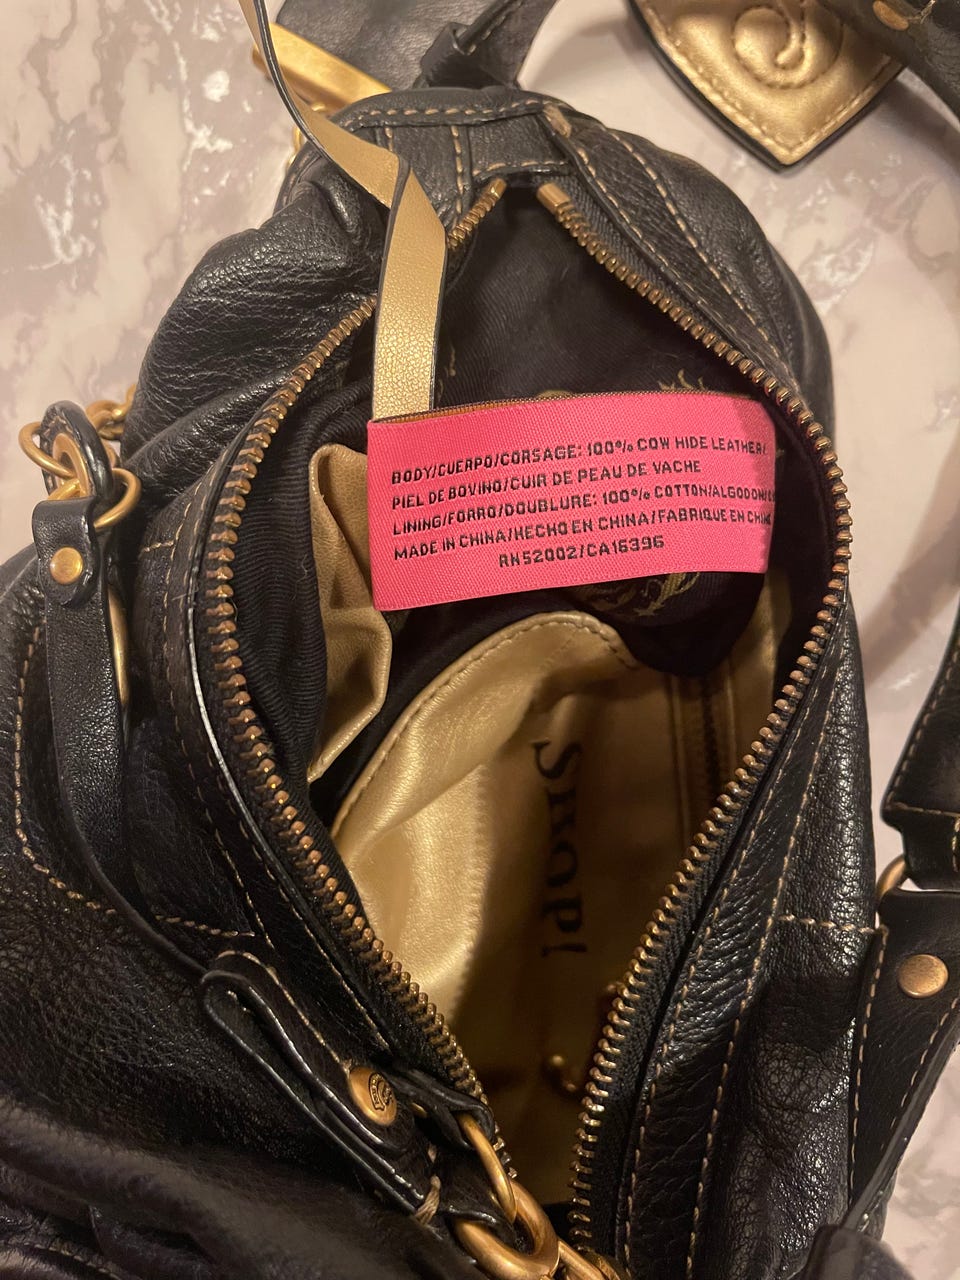 BODY/CUERPO/CORSAGE: 100% COW HIDE LEATHER/
PIEL DE BOVINO/CUIR DE PEAU DE VACHE
LINING/FORRO/DOUBLURE: 100% COTTON/ALGODON/
MADE IN CHINA/HECHO EN CHINA/FABRIQUE EN CHINE
RN52002/CA16396
SHOP!